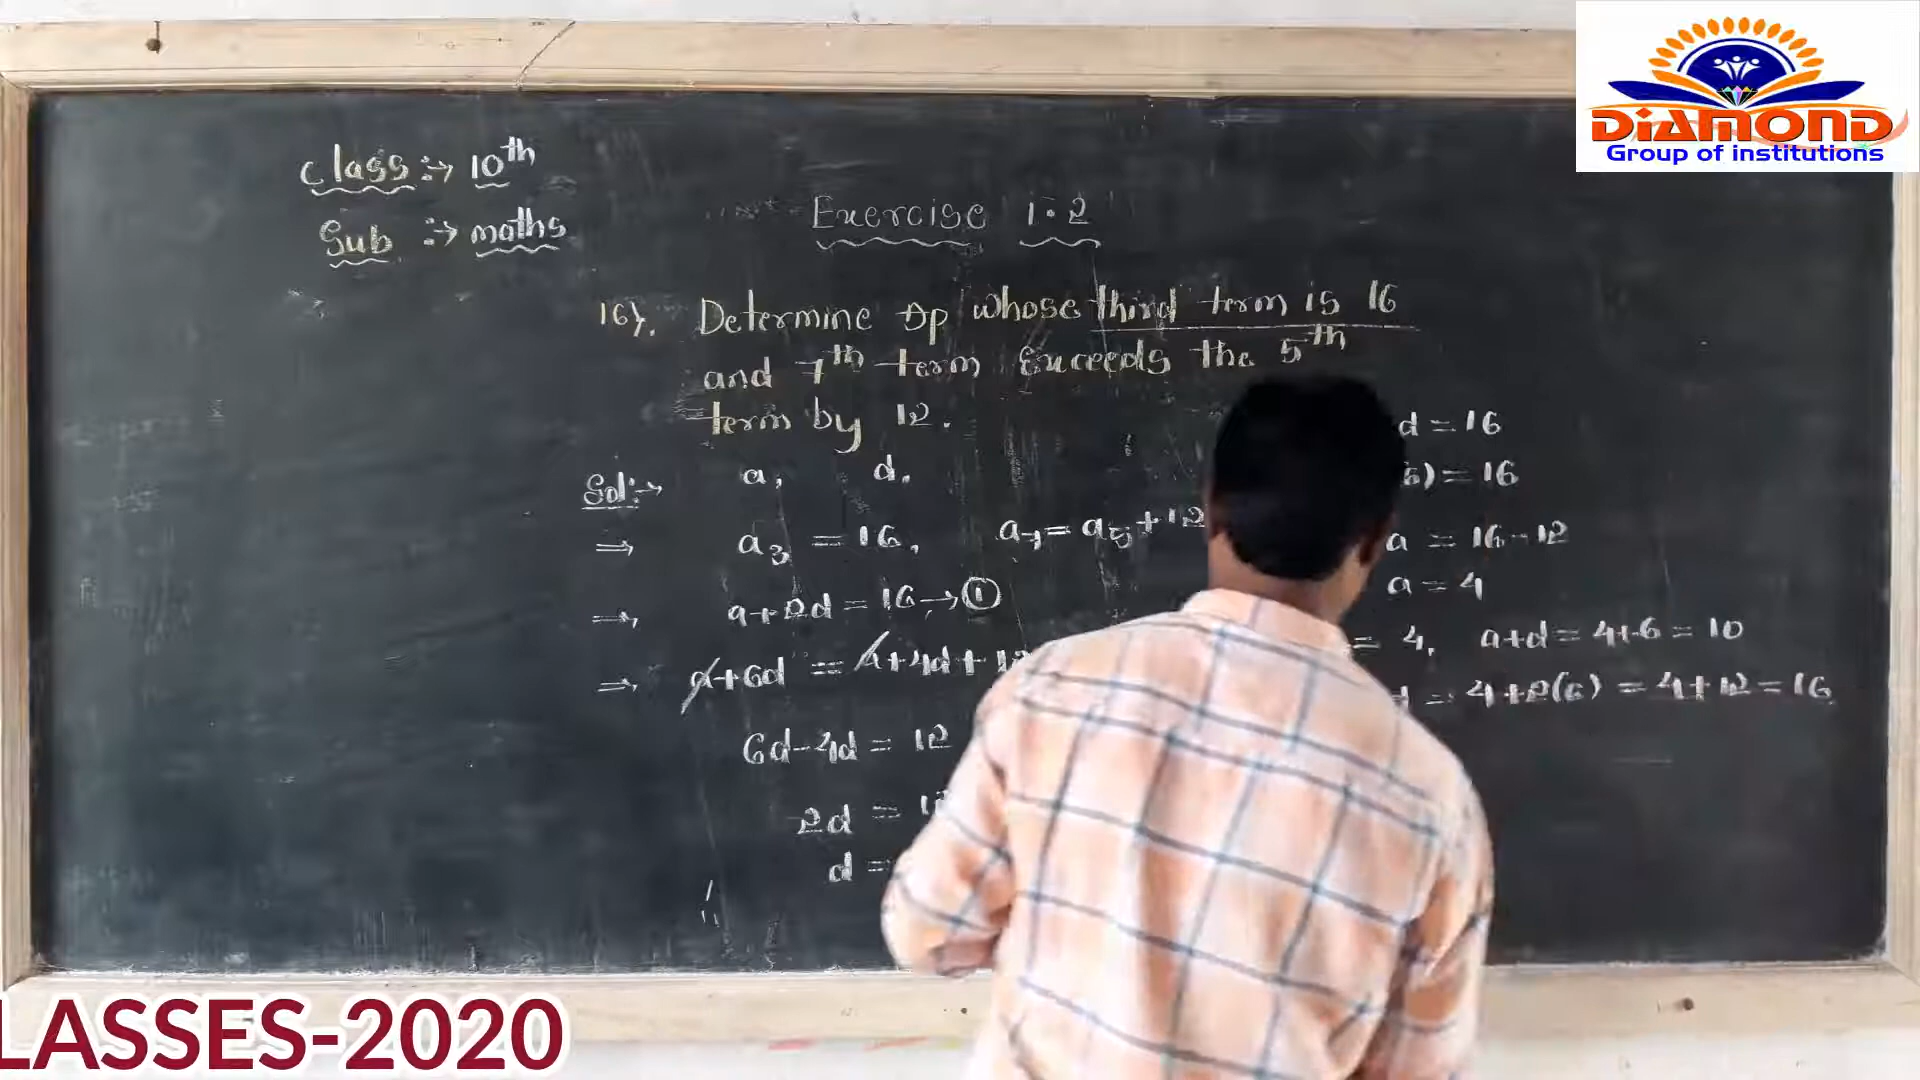 DIAMOND
Group of institutions
Class :→ 10th
Sub :→ maths
Exercise 1.2
16). Determine Ap whose third term is 16
and 7th term Exceeds the 5th
term by 12.
Sol:→ a, d.
⇒ a3 = 16, a7 = a5 + 12
→ a+2d = 16 → ①
⇒ a+6d = a+4d+12
6d-4d = 12
2d =
d =
d = 16
) = 16
a = 16-12
a = 4
= 4, a+d = 4+6 = 10
= 4+2(6) = 4+12 = 16
LASSES-2020